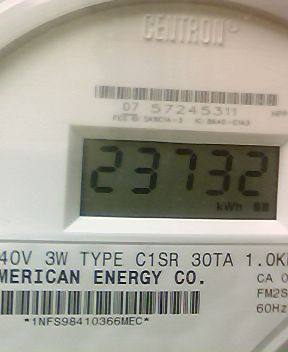 CENTRON®
07 57245311
23732
kWh
40V 3W TYPE C1SR 30TA 1.0K
MERICAN ENERGY CO.
CA 0
FM2S
60Hz
*1NFS98410366MEC*